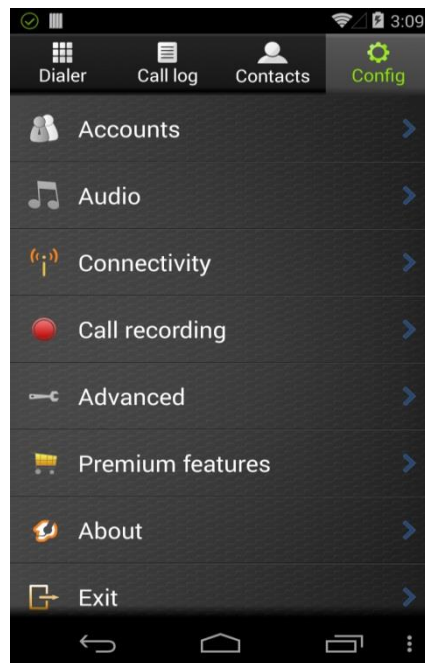 3:09
Dialer Call log Contacts Config
Accounts
Audio
Connectivity
Call recording
Advanced
Premium features
About
Exit